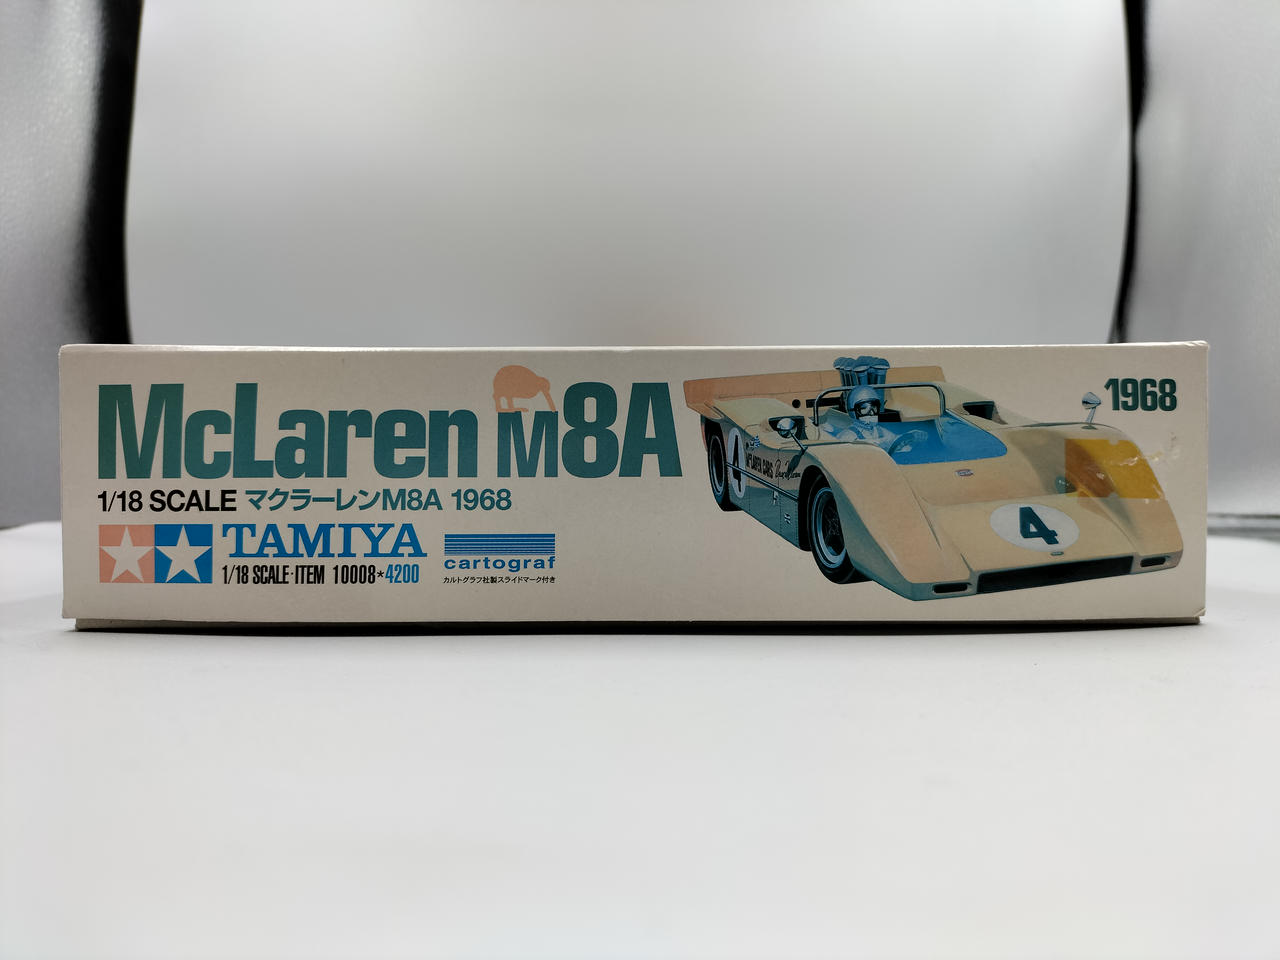 McLaren M8A
1/18 SCALE マクラーレンM8A 1968
TAMIYA
1/18 SCALE·ITEM 10008*4200
cartograf
カルトグラフ社製スライドマーク付き
1968
4
McLAREN CARS
4